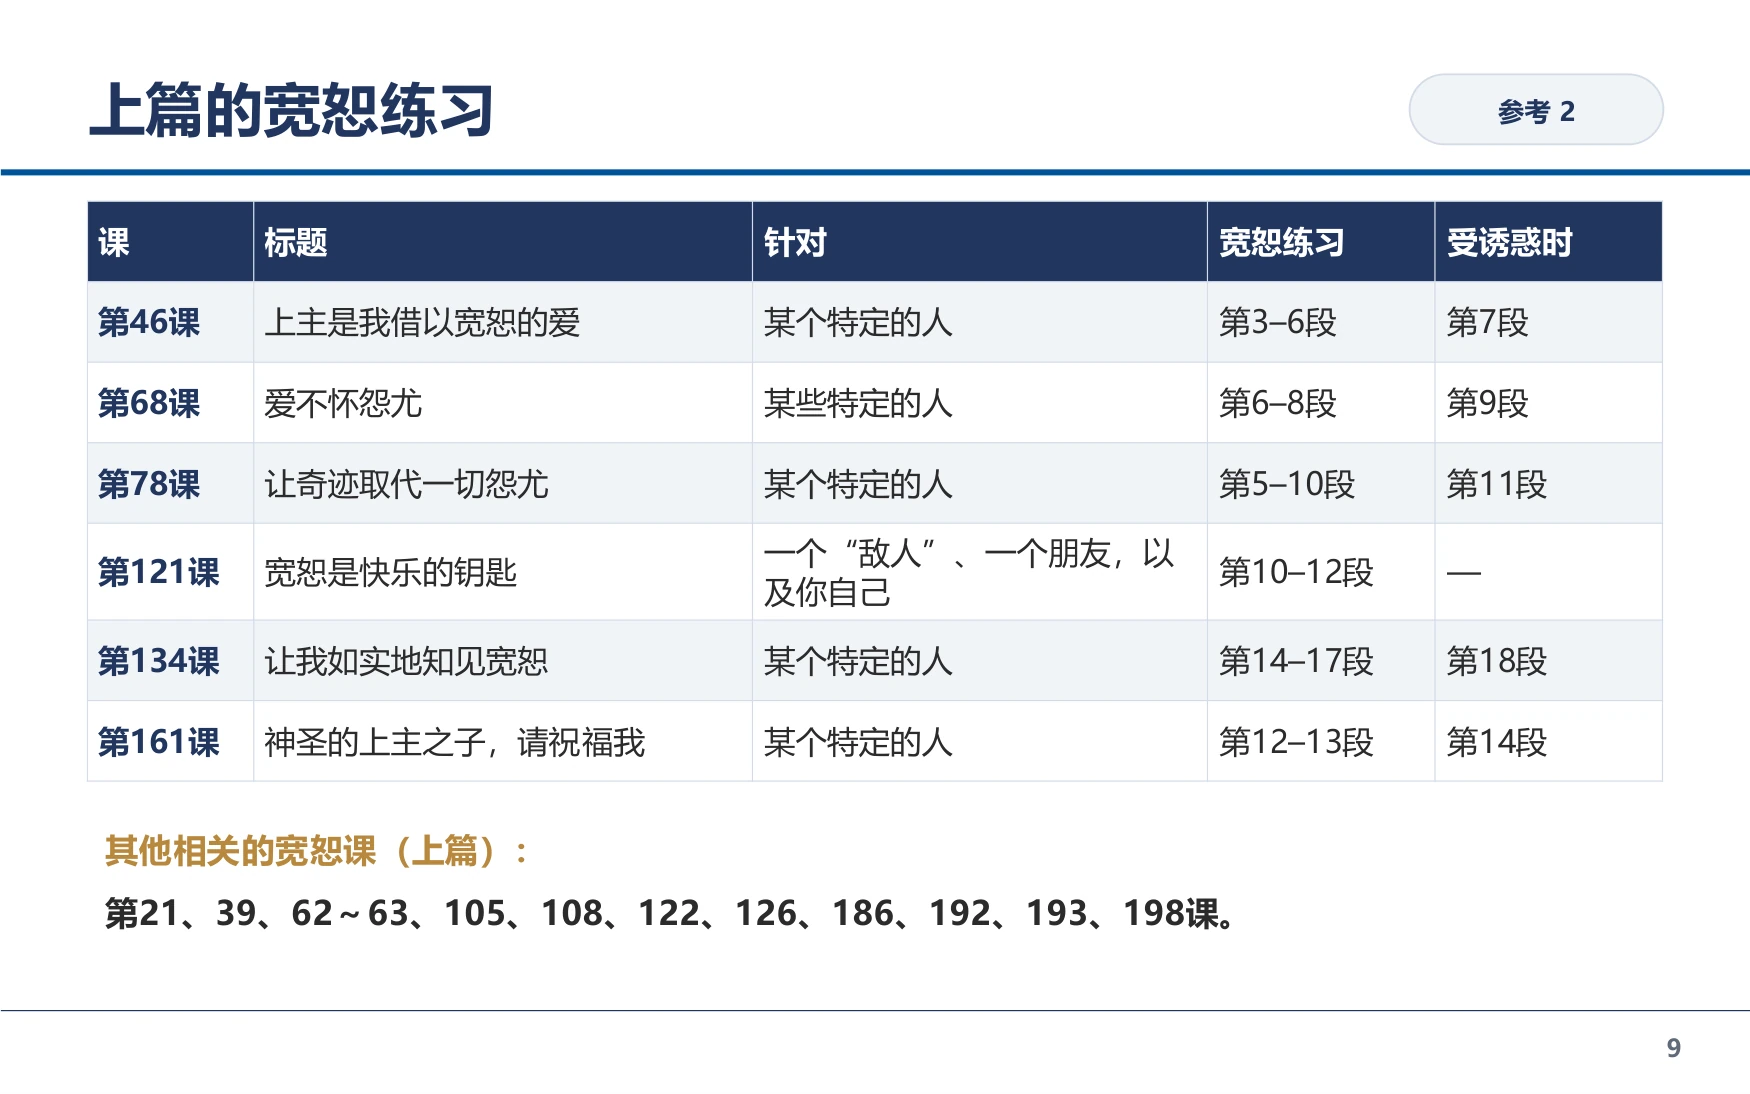 上篇的宽恕练习
参考 2
课 标题 针对 宽恕练习 受诱惑时
第46课 上主是我借以宽恕的爱 某个特定的人 第3–6段 第7段
第68课 爱不怀怨尤 某些特定的人 第6–8段 第9段
第78课 让奇迹取代一切怨尤 某个特定的人 第5–10段 第11段
第121课 宽恕是快乐的钥匙 一个“敌人”、一个朋友，以
及你自己 第10–12段 —
第134课 让我如实地知见宽恕 某个特定的人 第14–17段 第18段
第161课 神圣的上主之子，请祝福我 某个特定的人 第12–13段 第14段
其他相关的宽恕课（上篇）：
第21、39、62～63、105、108、122、126、186、192、193、198课。
9